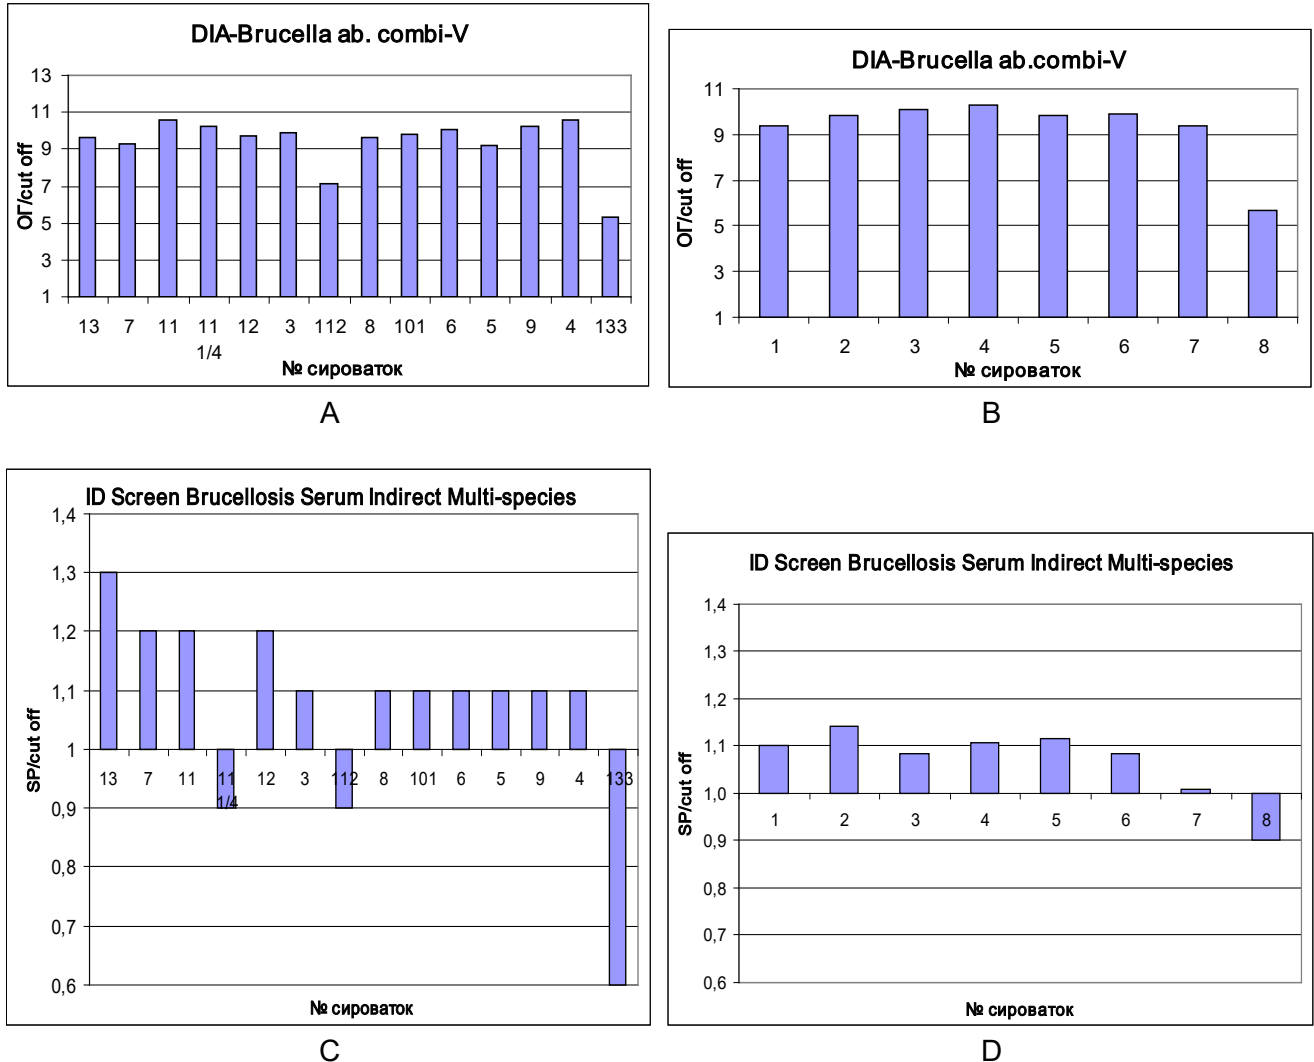 DIA-Brucella ab. combi-V
13
11
9
7
5
3
1
ОГ/cut off
13 7 11 11 12 3 112 8 101 6 5 9 4 133
1/4
№ сироваток
A
DIA-Brucella ab.combi-V
11
9
7
5
3
1
ОГ/cut off
1 2 3 4 5 6 7 8
№ сироваток
B
ID Screen Brucellosis Serum Indirect Multi-species
1,4
1,3
1,2
1,1
1
0,9
0,8
0,7
0,6
SP/cut off
13 7 11 11 12 3 112 8 101 6 5 9 4 133
1/4
№ сироваток
C
ID Screen Brucellosis Serum Indirect Multi-species
1,4
1,3
1,2
1,1
1,0
0,9
0,8
0,7
0,6
SP/cut off
1 2 3 4 5 6 7 8
№ сироваток
D